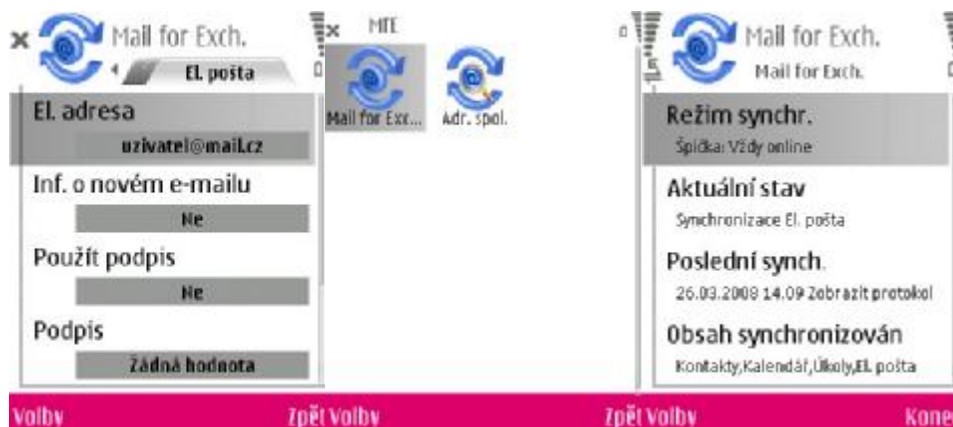 Mail for Exch.
El. pošta
El. adresa
uzivatel@mail.cz
Inf. o novém e-mailu
Ne
Použít podpis
Ne
Podpis
Žádná hodnota
Volby
Zpět
MfE
Mail for Exc...
Adr. spol.
Volby
Zpět
Mail for Exch.
Mail for Exch.
Režim synchr.
Špička: Vždy online
Aktuální stav
Synchronizace El. pošta
Poslední synch.
26.03.2008 14.09 Zobrazit protokol
Obsah synchronizován
Kontakty,Kalendář,Úkoly,El. pošta
Volby
Konec